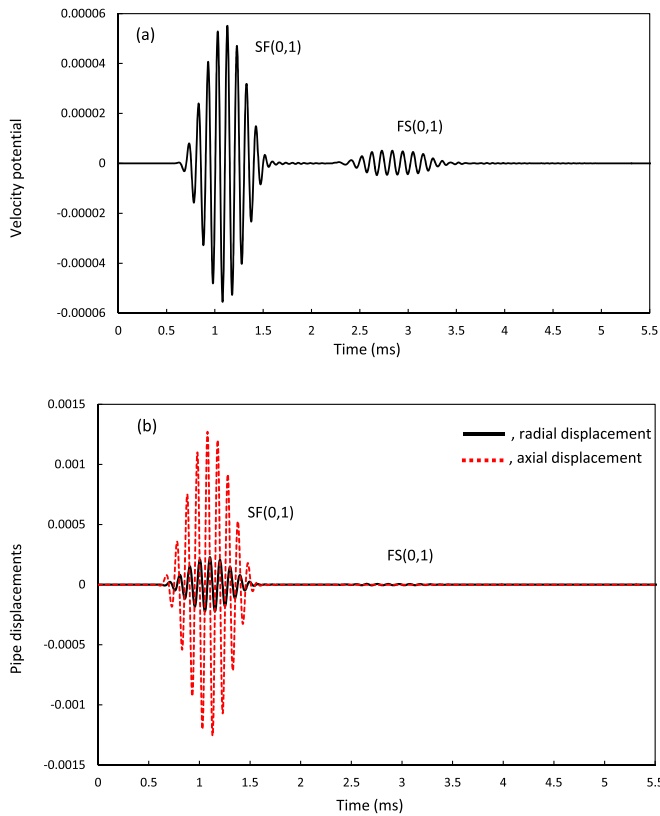 (a)
SF(0,1)
FS(0,1)
Velocity potential
0.00006
0.00004
0.00002
0
-0.00002
-0.00004
-0.00006
0 0.5 1 1.5 2 2.5 3 3.5 4 4.5 5 5.5
Time (ms)
(b)
, radial displacement
, axial displacement
SF(0,1)
FS(0,1)
Pipe displacements
0.0015
0.001
0.0005
0
-0.0005
-0.001
-0.0015
0 0.5 1 1.5 2 2.5 3 3.5 4 4.5 5 5.5
Time (ms)